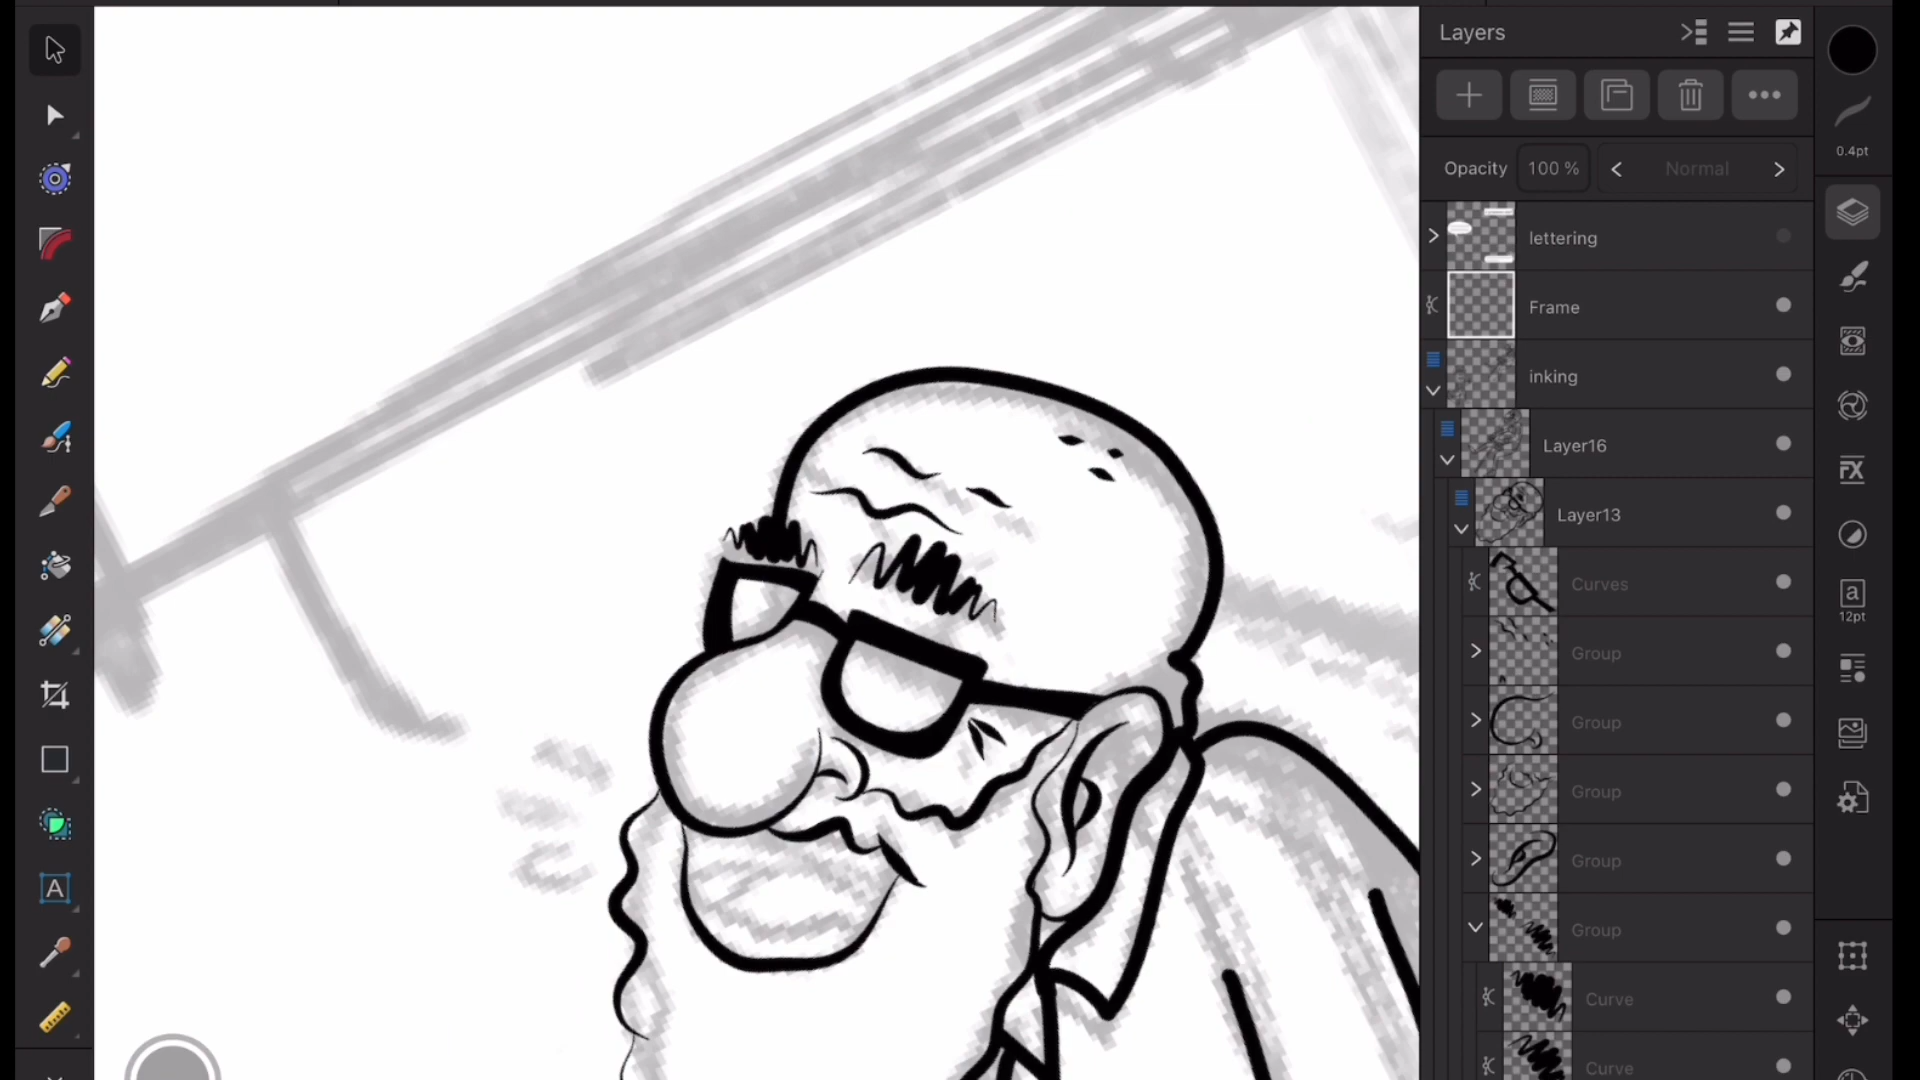 Layers
0.4pt
Opacity 100 % Normal
lettering
Frame
inking
Layer16
Layer13
Curves
Group
Group
Group
Group
Group
Curve
Curve
FX
a
12pt
A